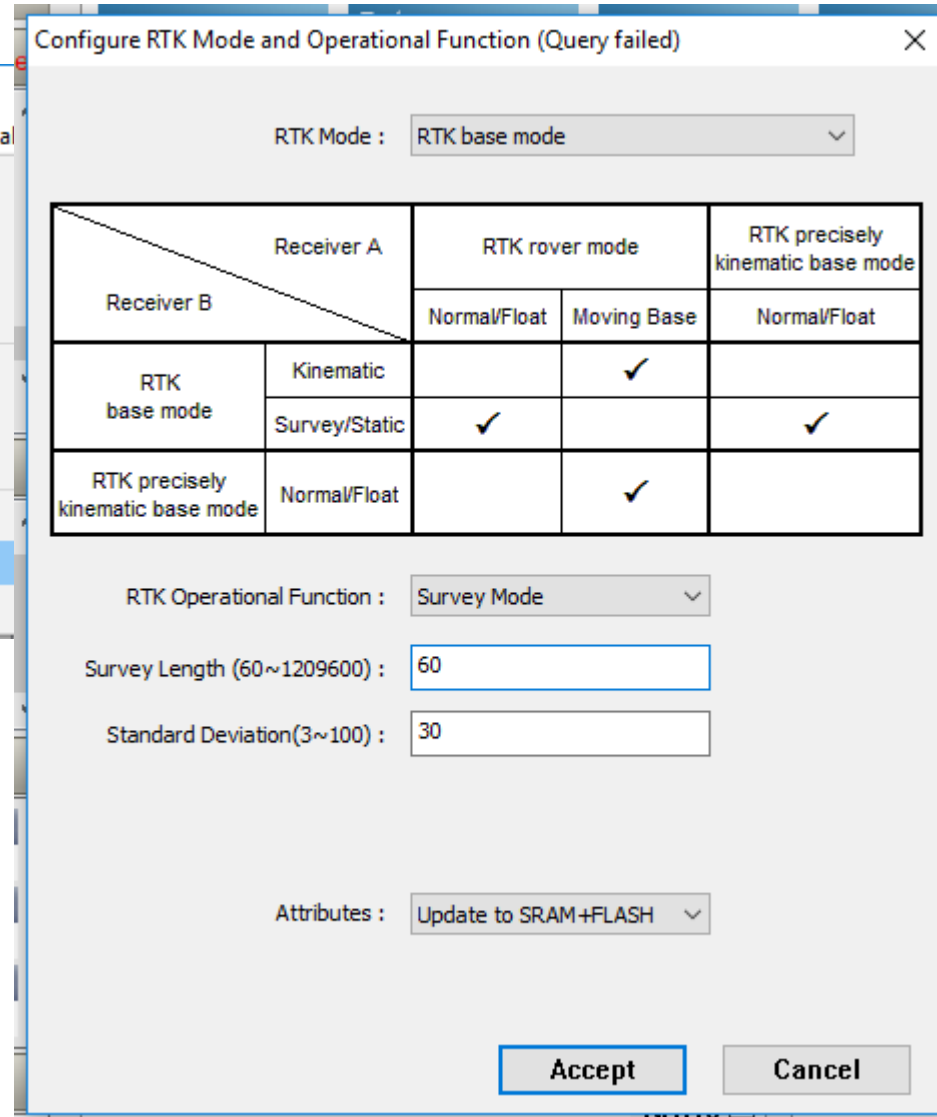 Configure RTK Mode and Operational Function (Query failed)
RTK Mode : RTK base mode
Receiver A
Receiver B
RTK rover mode
RTK precisely
kinematic base mode
Normal/Float Moving Base Normal/Float
RTK
base mode
Kinematic ✓
Survey/Static ✓ ✓
RTK precisely
kinematic base mode
Normal/Float ✓
RTK Operational Function : Survey Mode
Survey Length (60~1209600) : 60
Standard Deviation(3~100) : 30
Attributes : Update to SRAM+FLASH
Accept Cancel